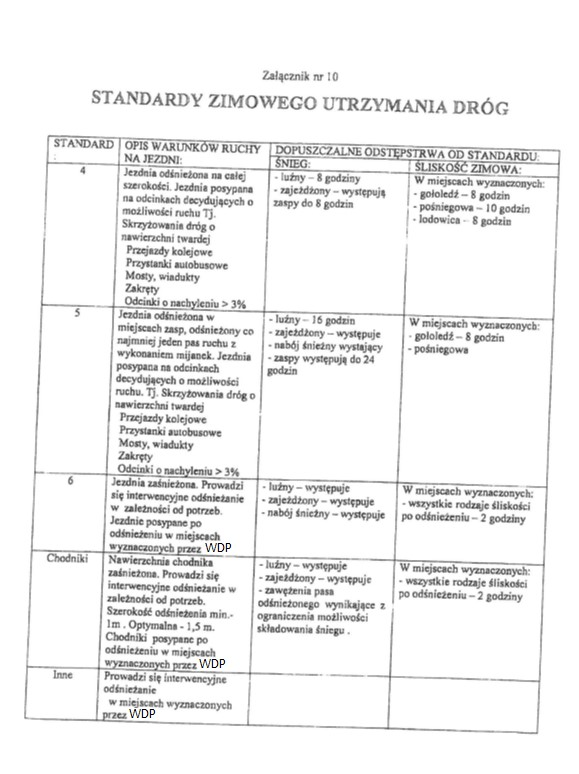 Załącznik nr 10
STANDARDY ZIMOWEGO UTRZYMANIA DRÓG
STANDARD
:
OPIS WARUNKÓW RUCHY
NA JEZDNI:
DOPUSZCZALNE ODSTĘPSTRWA OD STANDARDU:
ŚNIEG:
ŚLISKOŚĆ ZIMOWA:
4
Jezdnia odśnieżona na całej
szerokości. Jezdnia posypana
na odcinkach decydujących o
możliwości ruchu Tj.
Skrzyżowania dróg o
nawierzchni twardej
Przejazdy kolejowe
Przystanki autobusowe
Mosty, wiadukty
Zakręty
Odcinki o nachyleniu > 3%
- luźny – 8 godziny
- zajeżdżony – występują
zaspy do 8 godzin
W miejscach wyznaczonych:
- gołoledź – 8 godzin
- pośniegowa – 10 godzin
- lodowica – 8 godzin
5
Jezdnia odśnieżona w
miejscach zasp, odśnieżony co
najmniej jeden pas ruchu z
wykonaniem mijanek. Jezdnia
posypana na odcinkach
decydujących o możliwości
ruchu. Tj. Skrzyżowania dróg o
nawierzchni twardej
Przejazdy kolejowe
Przystanki autobusowe
Mosty, wiadukty
Zakręty
Odcinki o nachyleniu > 3%
- luźny – 16 godzin
- zajeżdżony – występuje
- nabój śnieżny wystający
- zaspy występują do 24
godzin
W miejscach wyznaczonych:
- gołoledź – 8 godzin
- pośniegowa
6
Jezdnia zaśnieżona. Prowadzi
się interwencyjne odśnieżanie
w zależności od potrzeb.
Jezdnie posypane po
odśnieżeniu w miejscach
wyznaczonych przez WDP
- luźny – występuje
- zajeżdżony – występuje
- nabój śnieżny – występuje
W miejscach wyznaczonych:
- wszystkie rodzaje śliskości
po odśnieżeniu – 2 godziny
Chodniki
Nawierzchnia chodnika
zaśnieżona. Prowadzi się
interwencyjne odśnieżanie w
zależności od potrzeb.
Szerokość odśnieżenia min.-
1m . Optymalna - 1,5 m.
Chodniki posypane po
odśnieżeniu w miejscach
wyznaczonych przez WDP
- luźny – występuje
- zajeżdżony – występuje
- zawężenia pasa
odśnieżonego wynikające z
ograniczenia możliwości
składowania śniegu .
W miejscach wyznaczonych:
- wszystkie rodzaje śliskości
po odśnieżeniu – 2 godziny
Inne
Prowadzi się interwencyjne
odśnieżanie
w miejscach wyznaczonych
przez WDP